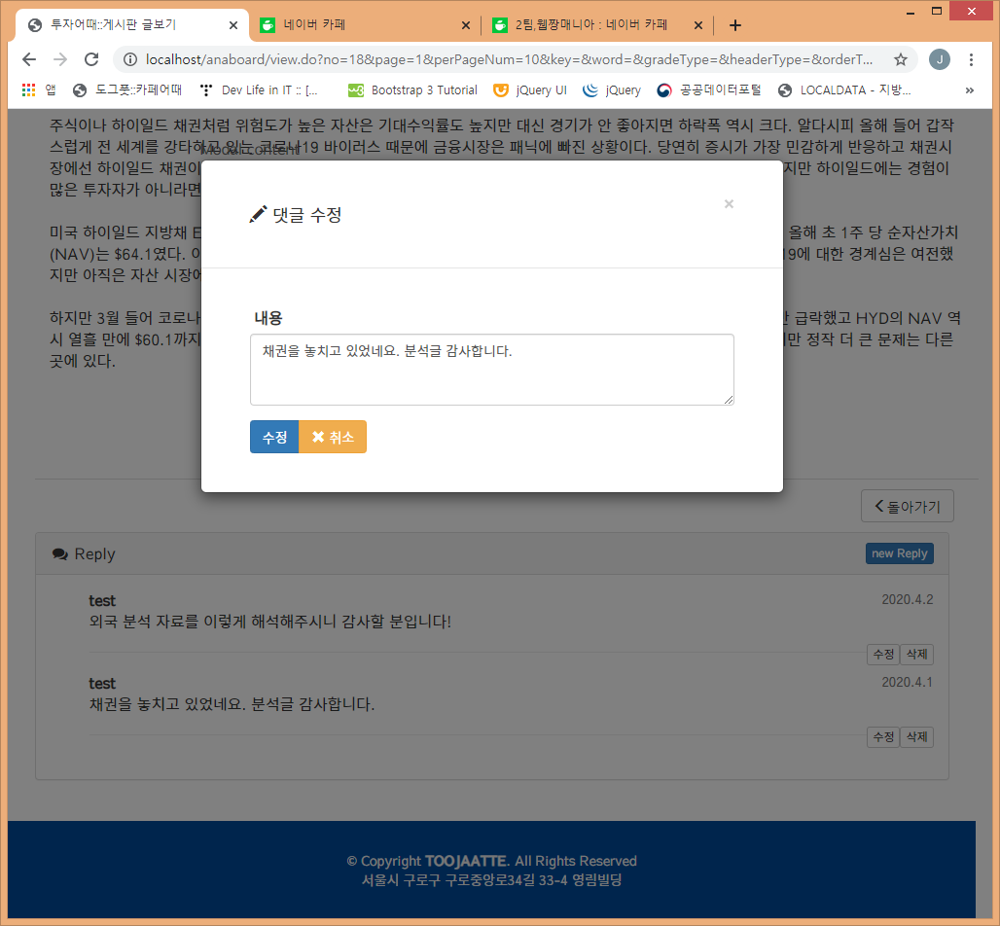 투자어때::게시판 글보기
네이버 카페
2팀,웹짱매니아 : 네이버 카페
localhost/anaboard/view.do?no=18&page=1&perPageNum=10&key=&word=&gradeType=&headerType=&orderT...
J
앱
도그풋::카페어때
Dev Life in IT :: [...
Bootstrap 3 Tutorial
jQuery UI
jQuery
공공데이터포털
LOCALDATA - 지방...
»
주식이나 하이일드 채권처럼 위험도가 높은 자산은 기대수익률도 높지만 대신 경기가 안 좋아지면 하락폭 역시 크다. 알다시피 올해 들어 갑작
스럽게 전 세계를 강타하고 있는 코로나19 바이러스 때문에 금융시장은 패닉에 빠진 상황이다. 당연히 증시가 가장 민감하게 반응하고 채권시
Modal content
장에선 하이일드 채권이
지만 하이일드에는 경험이
많은 투자자가 아니라면
미국 하이일드 지방채 E
올해 초 1주 당 순자산가치
(NAV)는 $64.1였다.
19에 대한 경계심은 여전했
지만 아직은 자산 시장에
하지만 3월 들어 코로나
급락했고 HYD의 NAV 역
시 열흘 만에 $60.1까지
만 정작 더 큰 문제는 다른
곳에 있다.
댓글 수정
×
내용
채권을 놓치고 있었네요. 분석글 감사합니다.
수정
취소
돌아가기
Reply
new Reply
test
2020.4.2
외국 분석 자료를 이렇게 해석해주시니 감사할 분입니다!
수정
삭제
test
2020.4.1
채권을 놓치고 있었네요. 분석글 감사합니다.
수정
삭제
© Copyright TOOJAATTE. All Rights Reserved
서울시 구로구 구로중앙로34길 33-4 영림빌딩